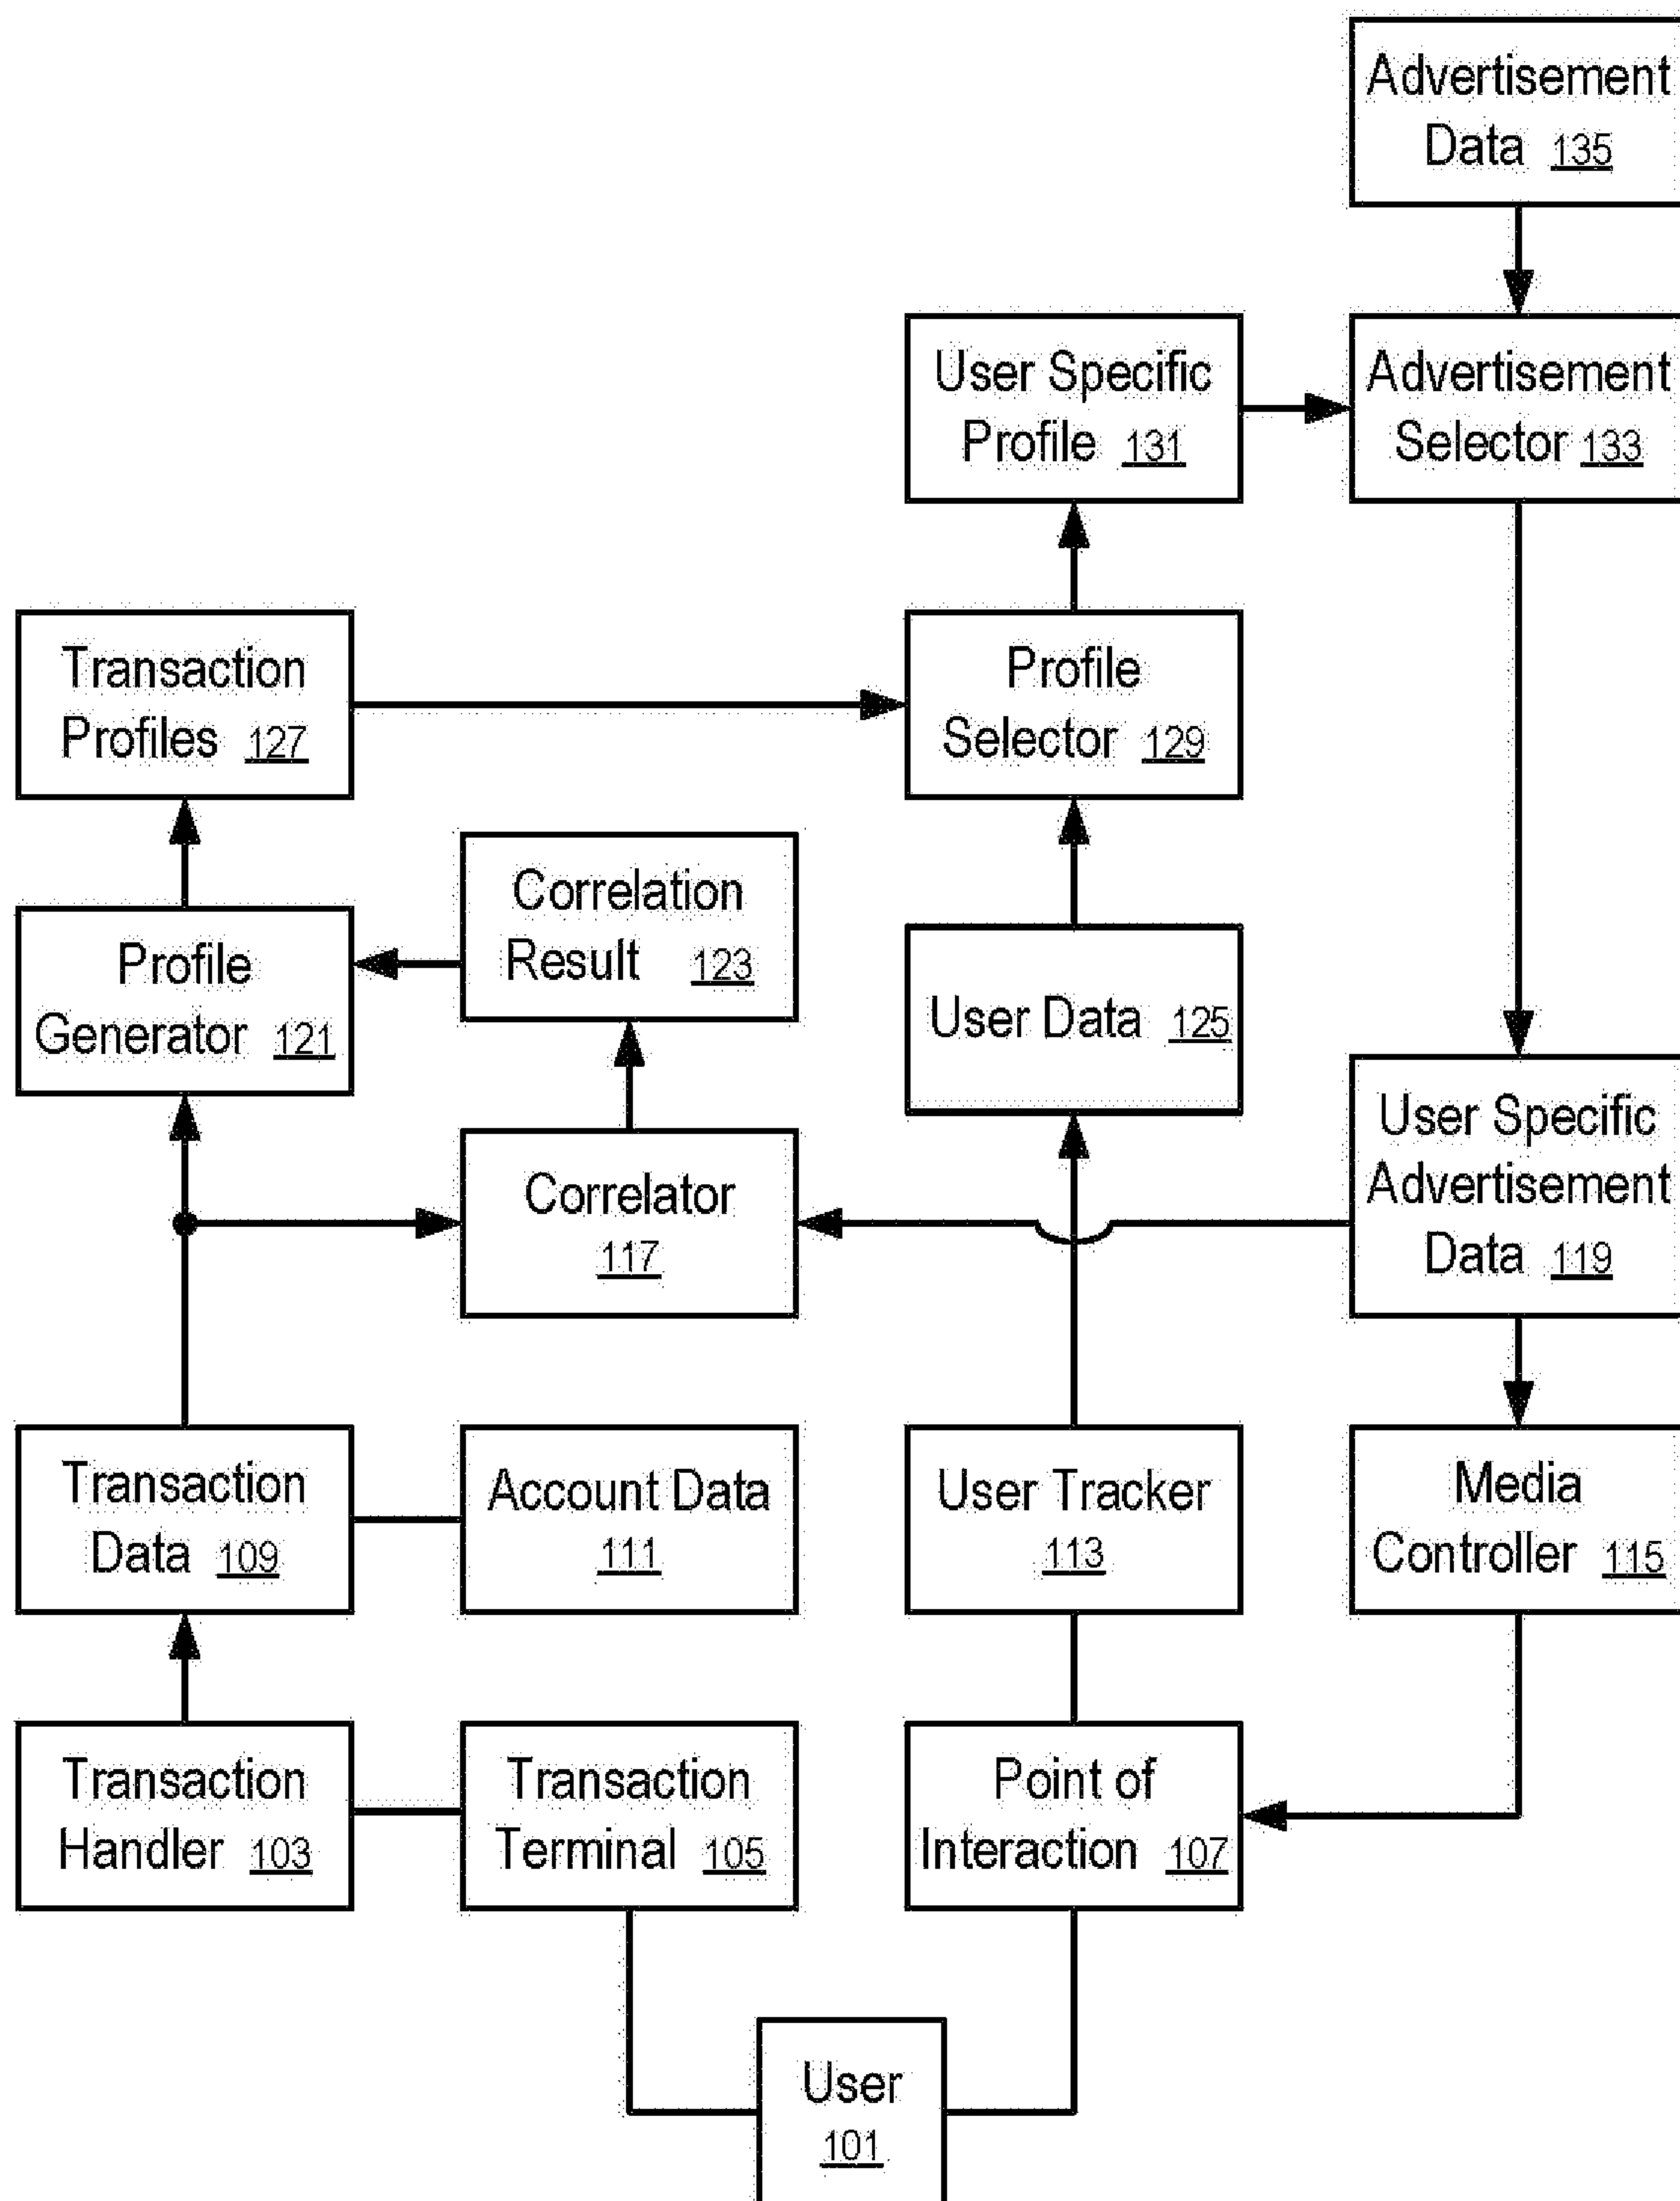 Advertisement
Data 135
User Specific
Profile 131
Advertisement
Selector 133
Transaction
Profiles 127
Profile
Selector 129
Correlation
Result 123
Profile
Generator 121
User Data 125
User Specific
Advertisement
Data 119
Correlator
117
Transaction
Data 109
Account Data
111
User Tracker
113
Media
Controller 115
Transaction
Handler 103
Transaction
Terminal 105
Point of
Interaction 107
User
101